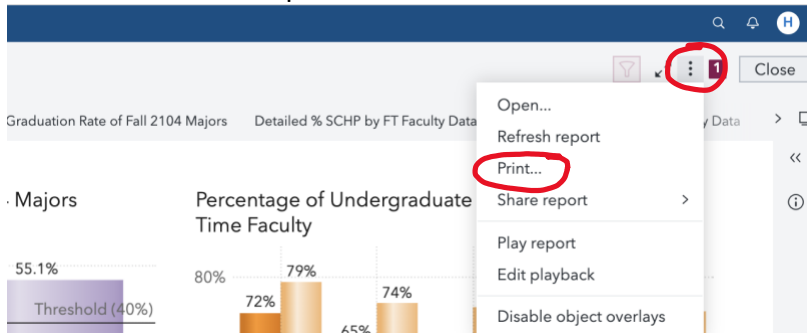 H
1
Close
Graduation Rate of Fall 2104 Majors
Detailed % SCHP by FT Faculty Data
y Data
Open...
Refresh report
Print...
Share report
Play report
Edit playback
Disable object overlays
Majors
Percentage of Undergraduate
Time Faculty
55.1%
Threshold (40%)
80%
79%
72%
74%
65%